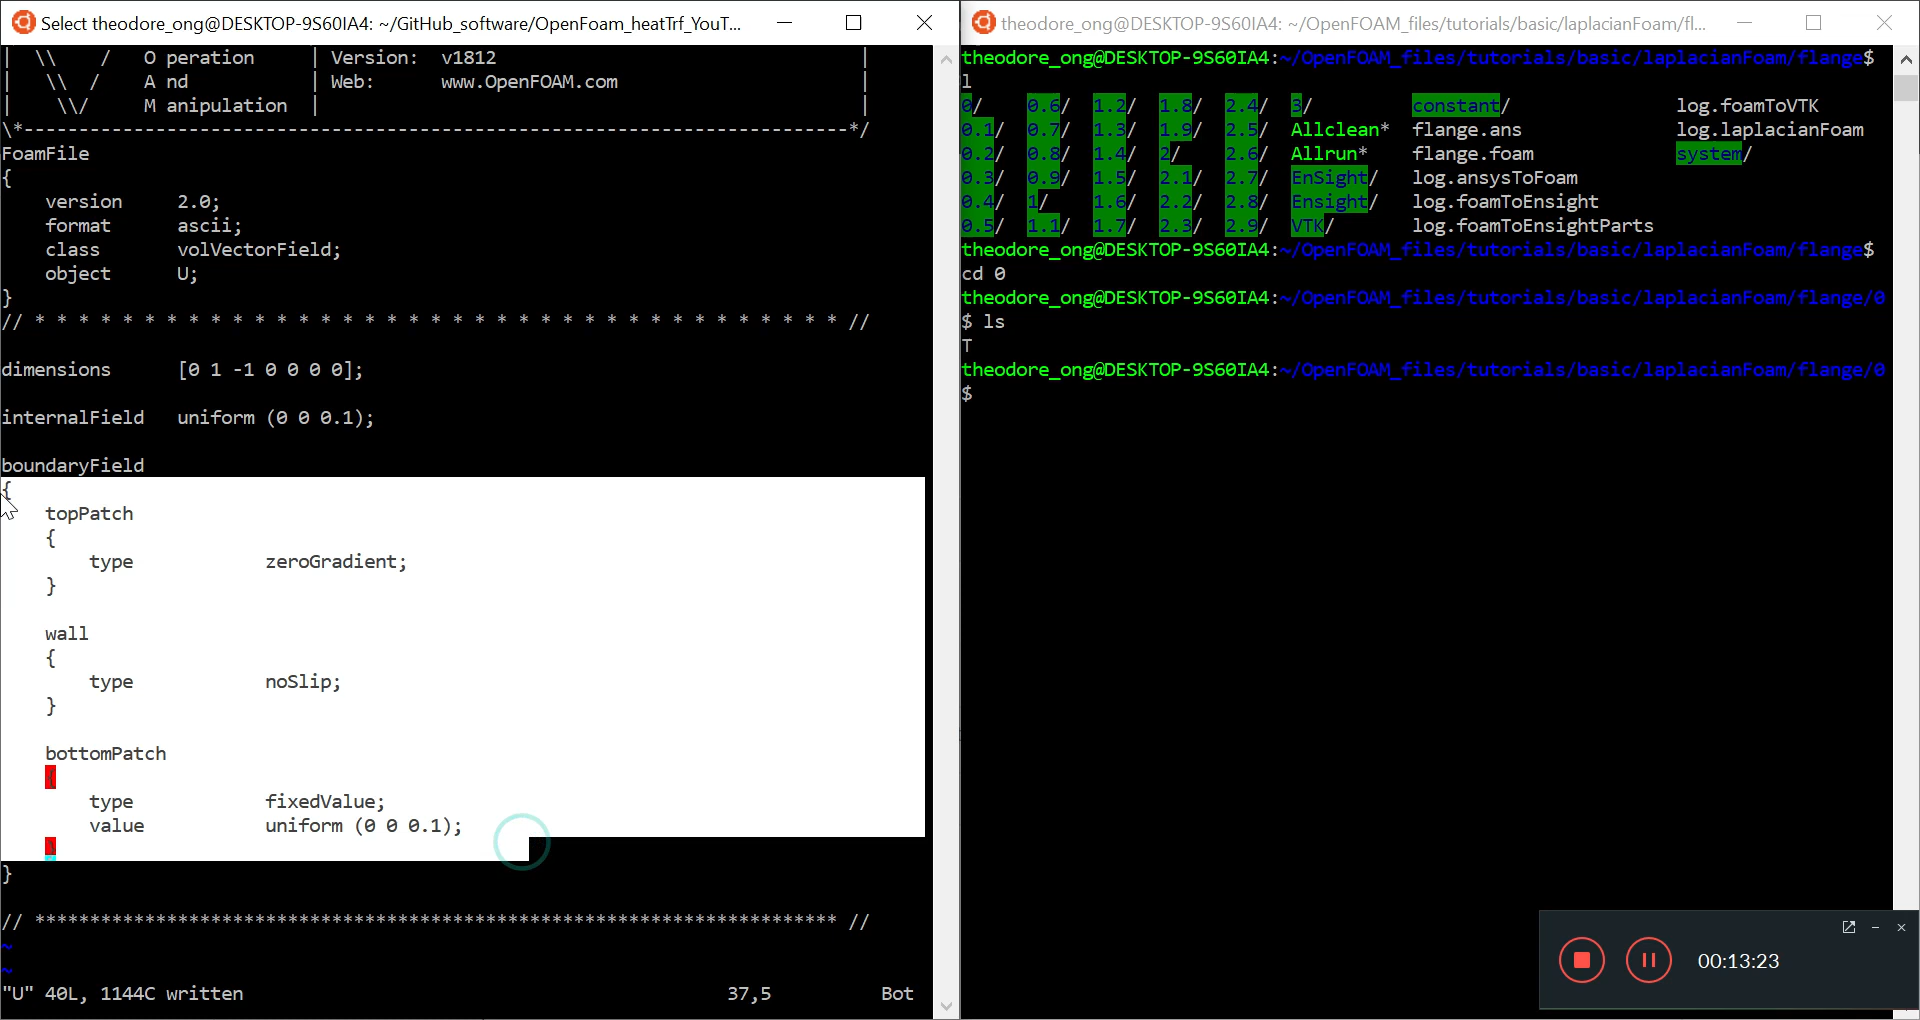 Select theodore_ong@DESKTOP-9S60IA4: ~/GitHub_software/OpenFoam_heatTrf_YouT...
|   \\    /   O peration     | Version:  v1812                                 |
|    \\  /    A nd           | Web:      www.OpenFOAM.com                      |
|     \\/     M anipulation  |                                                 |
\*---------------------------------------------------------------------------*/
FoamFile
{
    version     2.0;
    format      ascii;
    class       volVectorField;
    object      U;
}
// * * * * * * * * * * * * * * * * * * * * * * * * * * * * * * * * * * * * * //
dimensions      [0 1 -1 0 0 0 0];
internalField   uniform (0 0 0.1);
boundaryField
{
    topPatch
    {
        type            zeroGradient;
    }
    wall
    {
        type            noSlip;
    }
    bottomPatch
    {
        type            fixedValue;
        value           uniform (0 0 0.1);
    }
}
// ************************************************************************* //
~
~
"U" 40L, 1144C written                                            37,5          Bot
theodore_ong@DESKTOP-9S60IA4: ~/OpenFOAM_files/tutorials/basic/laplacianFoam/fl...
theodore_ong@DESKTOP-9S60IA4:~/OpenFOAM_files/tutorials/basic/laplacianFoam/flange$
l
0/    0.6/  1.2/  1.8/  2.4/  3/         constant/               log.foamToVTK
0.1/  0.7/  1.3/  1.9/  2.5/  Allclean*  flange.ans              log.laplacianFoam
0.2/  0.8/  1.4/  2/    2.6/  Allrun*    flange.foam             system/
0.3/  0.9/  1.5/  2.1/  2.7/  EnSight/   log.ansysToFoam
0.4/  1/    1.6/  2.2/  2.8/  Ensight/   log.foamToEnsight
0.5/  1.1/  1.7/  2.3/  2.9/  VTK/       log.foamToEnsightParts
theodore_ong@DESKTOP-9S60IA4:~/OpenFOAM_files/tutorials/basic/laplacianFoam/flange$
cd 0
theodore_ong@DESKTOP-9S60IA4:~/OpenFOAM_files/tutorials/basic/laplacianFoam/flange/0
$ ls
T
theodore_ong@DESKTOP-9S60IA4:~/OpenFOAM_files/tutorials/basic/laplacianFoam/flange/0
$
00:13:23